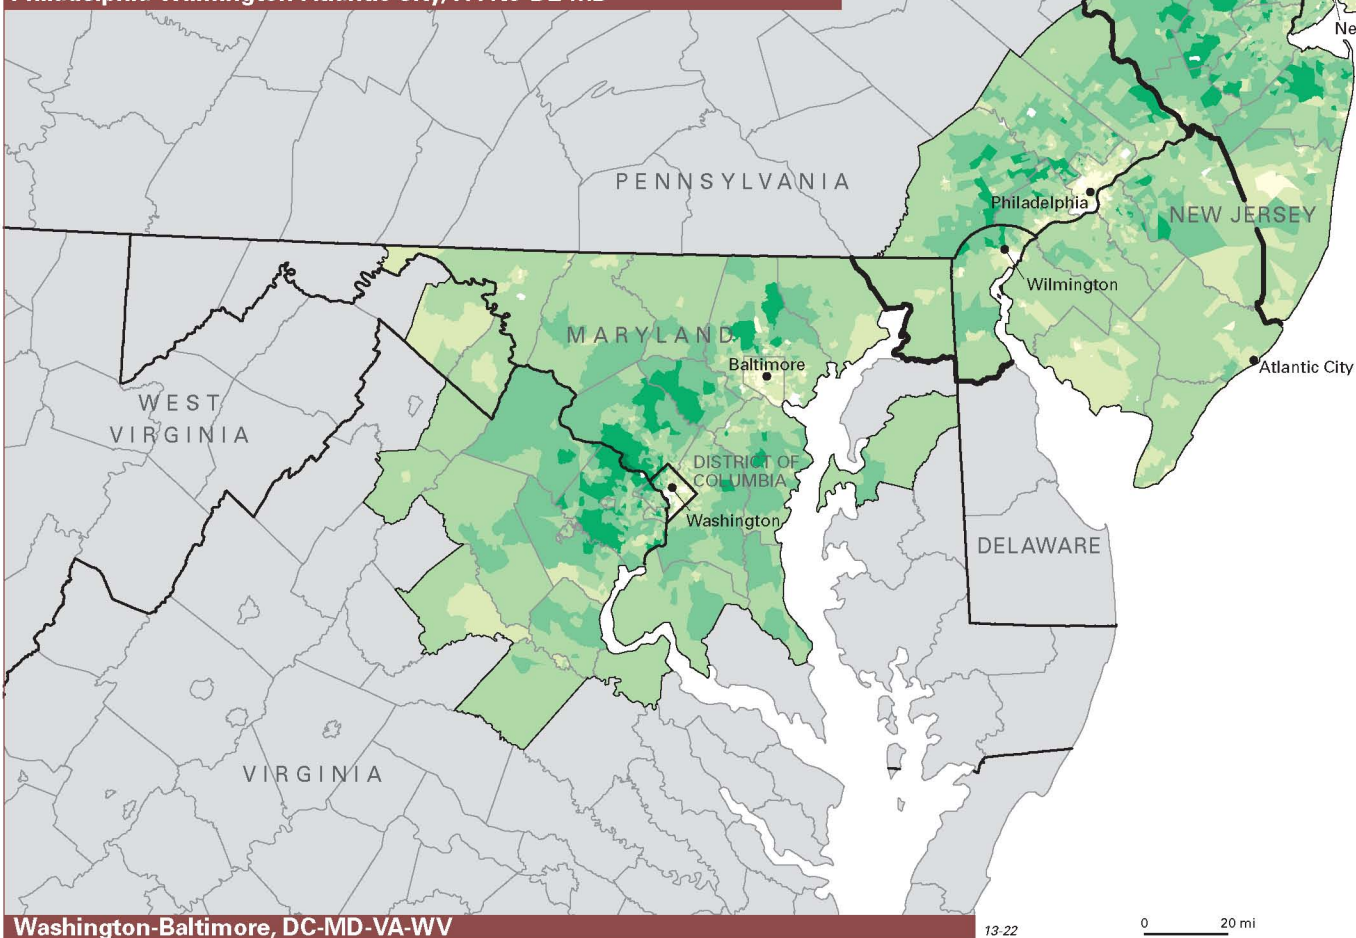 Ne
PENNSYLVANIA
Philadelphia
NEW JERSEY
Wilmington
MARYLAND
Baltimore
Atlantic City
WEST
VIRGINIA
DISTRICT OF
COLUMBIA
Washington
DELAWARE
VIRGINIA
Washington-Baltimore, DC-MD-VA-WV
13-22
0 20 mi